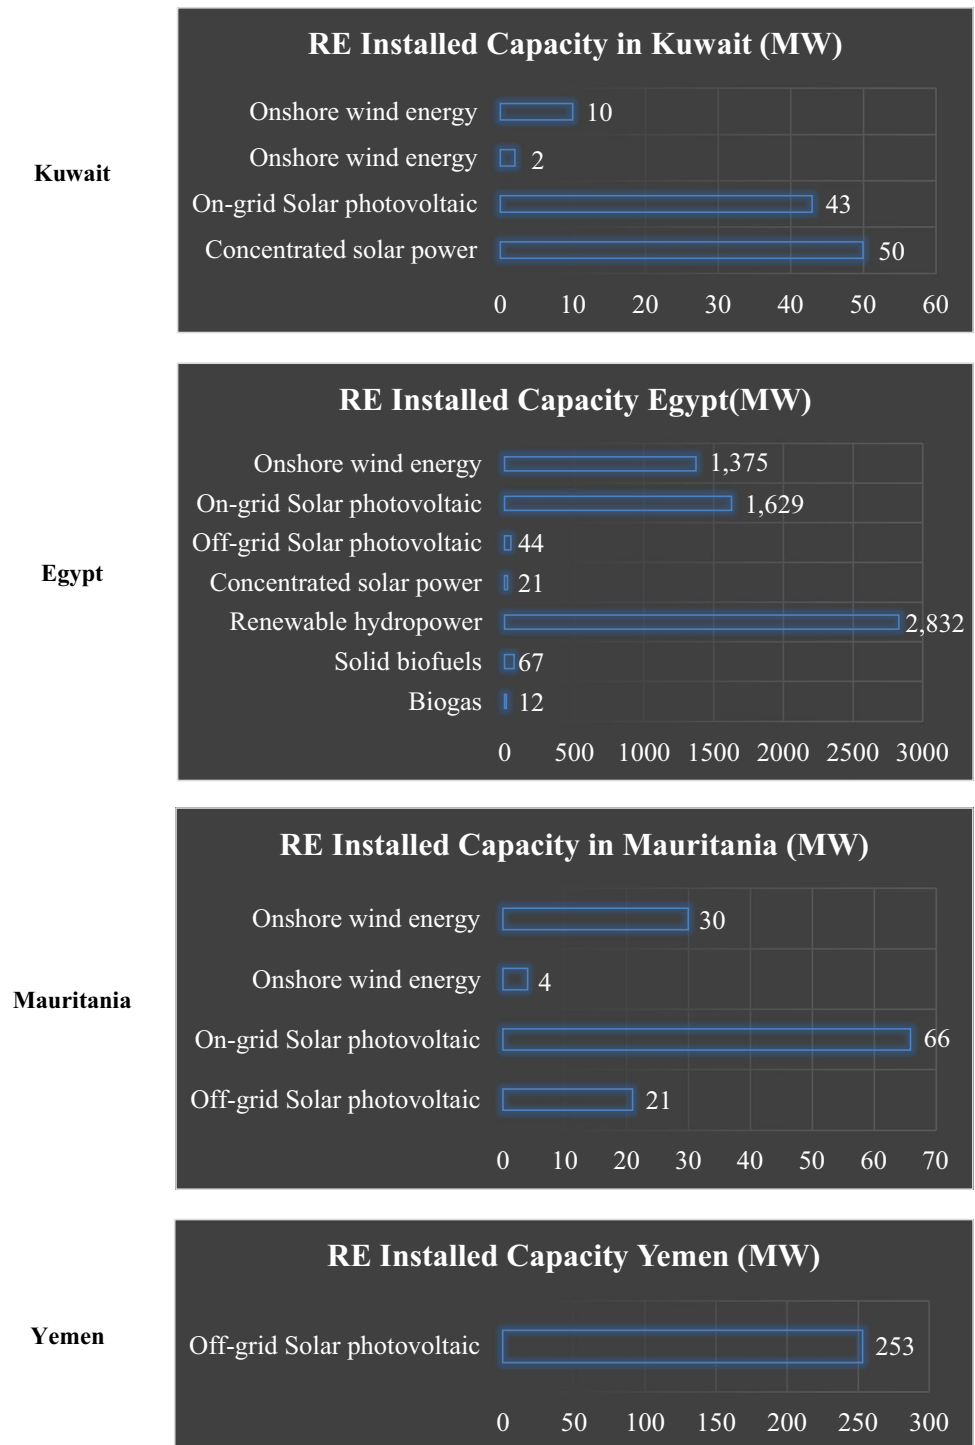 Kuwait
RE Installed Capacity in Kuwait (MW)
Onshore wind energy 10
Onshore wind energy 2
On-grid Solar photovoltaic 43
Concentrated solar power 50
0 10 20 30 40 50 60
Egypt
RE Installed Capacity Egypt(MW)
Onshore wind energy 1,375
On-grid Solar photovoltaic 1,629
Off-grid Solar photovoltaic 44
Concentrated solar power 21
Renewable hydropower 2,832
Solid biofuels 67
Biogas 12
0 500 1000 1500 2000 2500 3000
Mauritania
RE Installed Capacity in Mauritania (MW)
Onshore wind energy 30
Onshore wind energy 4
On-grid Solar photovoltaic 66
Off-grid Solar photovoltaic 21
0 10 20 30 40 50 60 70
Yemen
RE Installed Capacity Yemen (MW)
Off-grid Solar photovoltaic 253
0 50 100 150 200 250 300